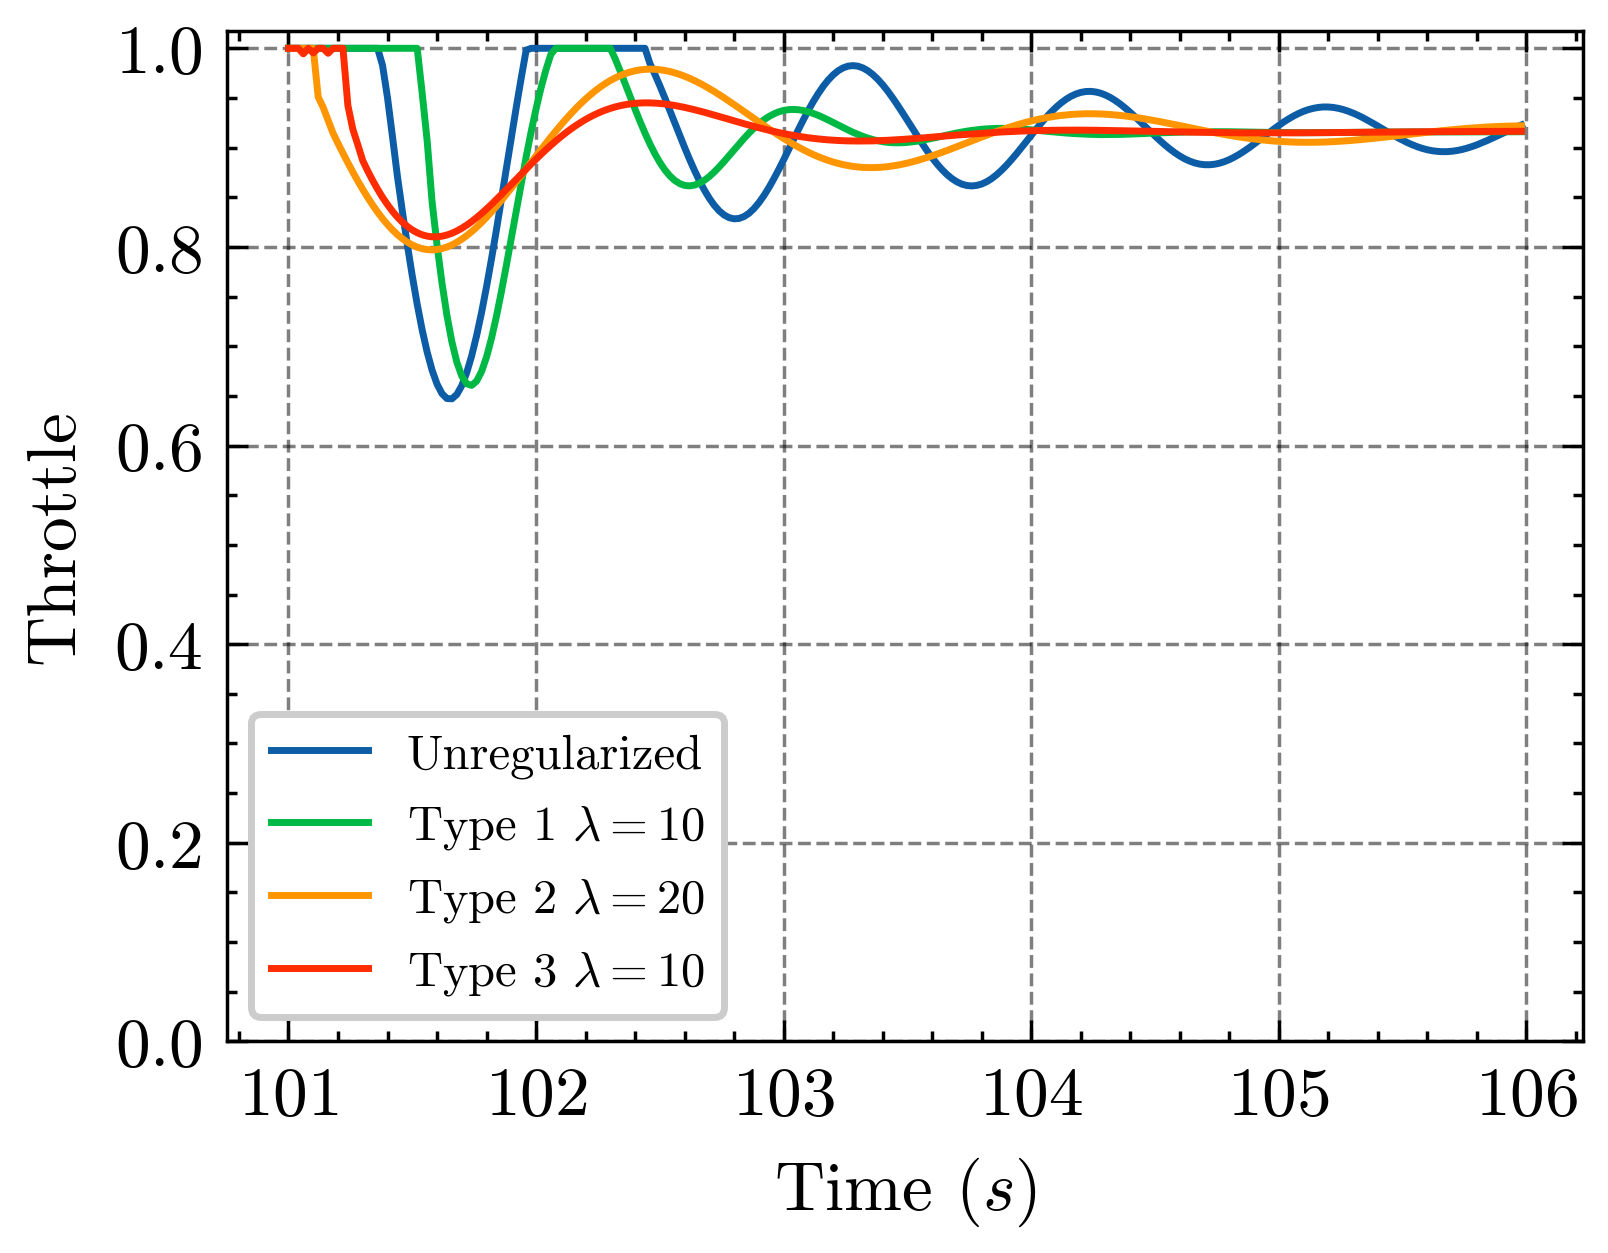 1.0
0.8
0.6
0.4
0.2
0.0
Throttle
Unregularized
Type 1 λ = 10
Type 2 λ = 20
Type 3 λ = 10
101 102 103 104 105 106
Time (s)